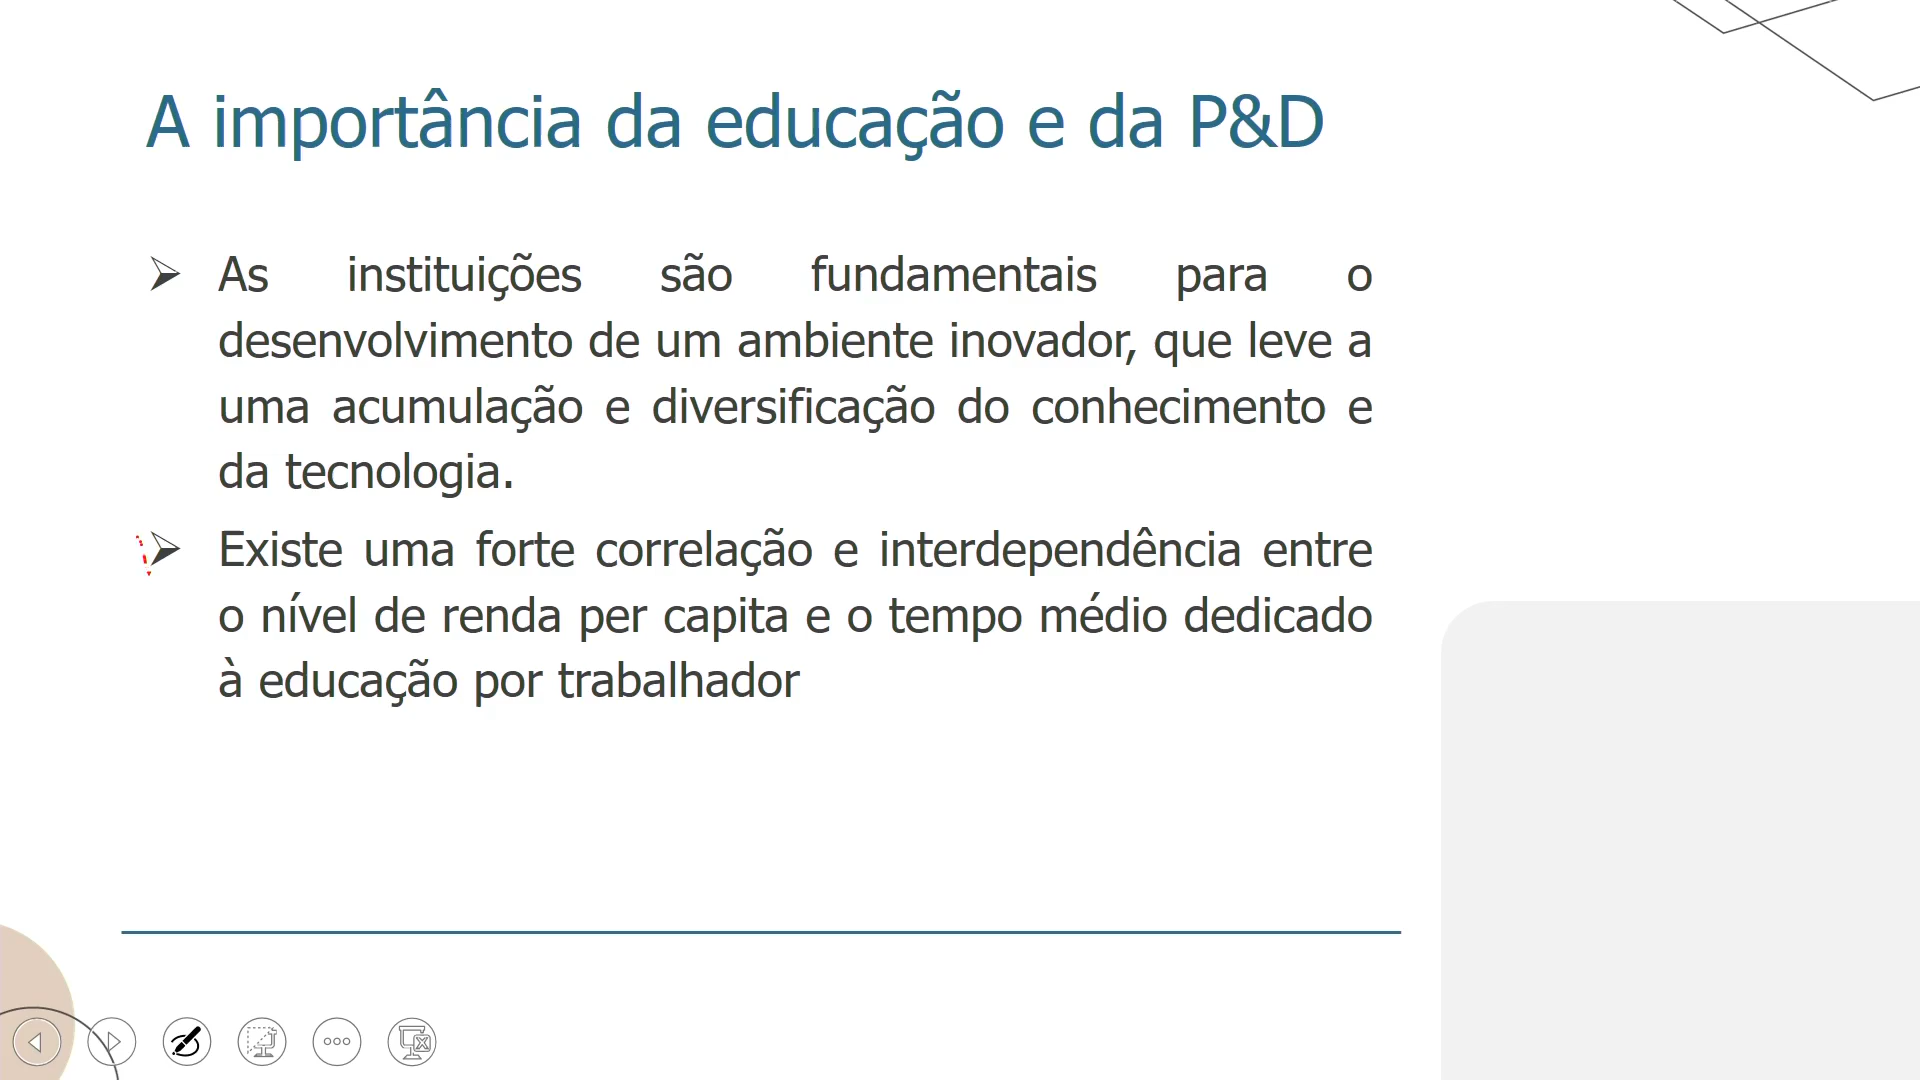 A importância da educação e da P&D
As instituições são fundamentais para o
desenvolvimento de um ambiente inovador, que leve a
uma acumulação e diversificação do conhecimento e
da tecnologia.
Existe uma forte correlação e interdependência entre
o nível de renda per capita e o tempo médio dedicado
à educação por trabalhador